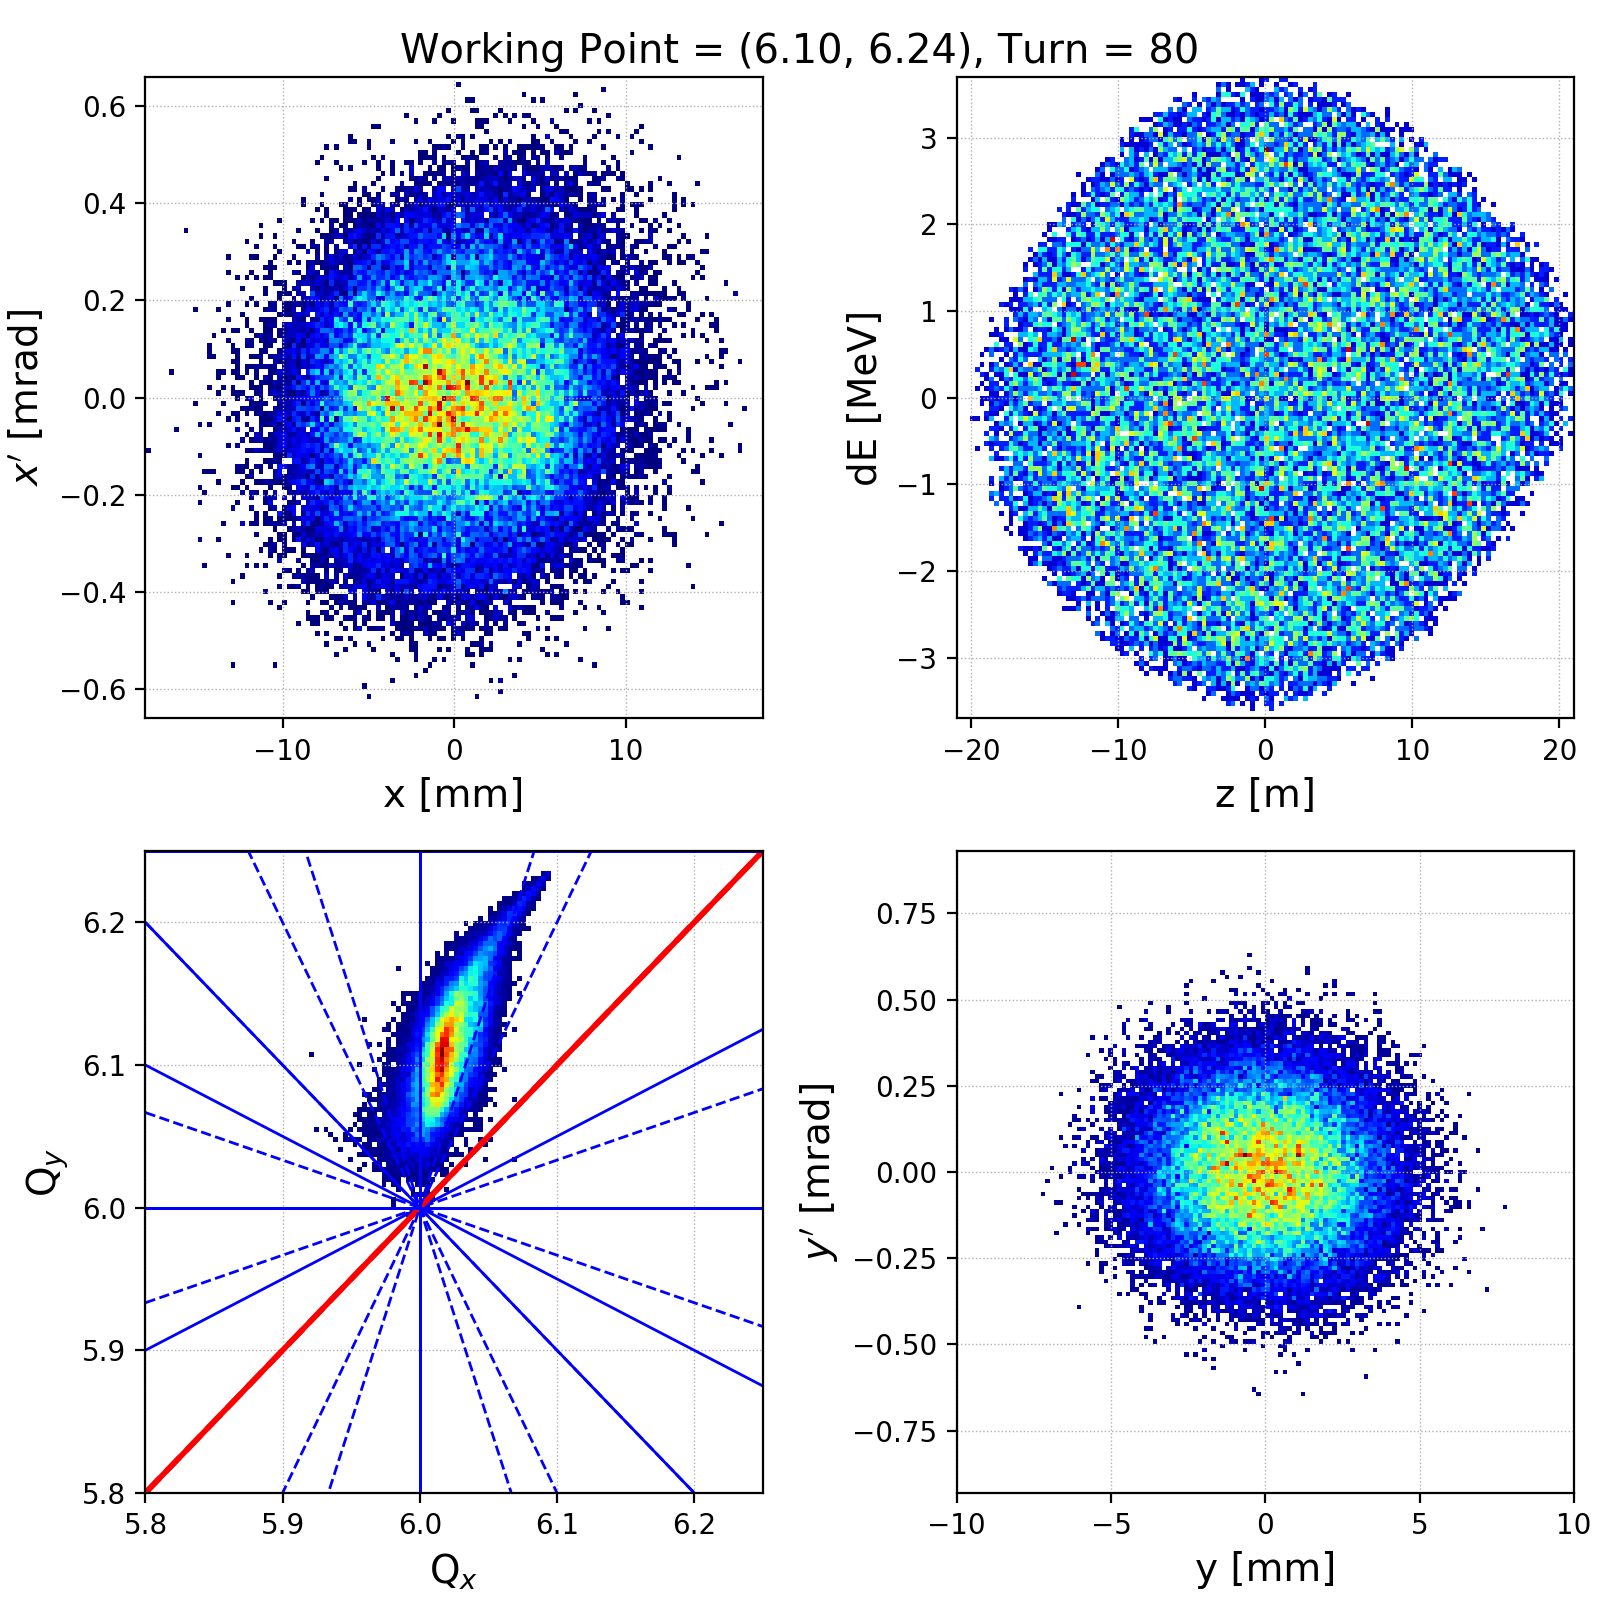 Working Point = (6.10, 6.24), Turn = 80
0.6
0.4
0.2
0.0
−0.2
−0.4
−0.6
x′ [mrad]
−10 0 10
x [mm]
3
2
1
0
−1
−2
−3
dE [MeV]
−20 −10 0 10 20
z [m]
6.2
6.1
6.0
5.9
5.8
Qy
5.8 5.9 6.0 6.1 6.2
Qx
0.75
0.50
0.25
0.00
−0.25
−0.50
−0.75
y′ [mrad]
−10 −5 0 5 10
y [mm]